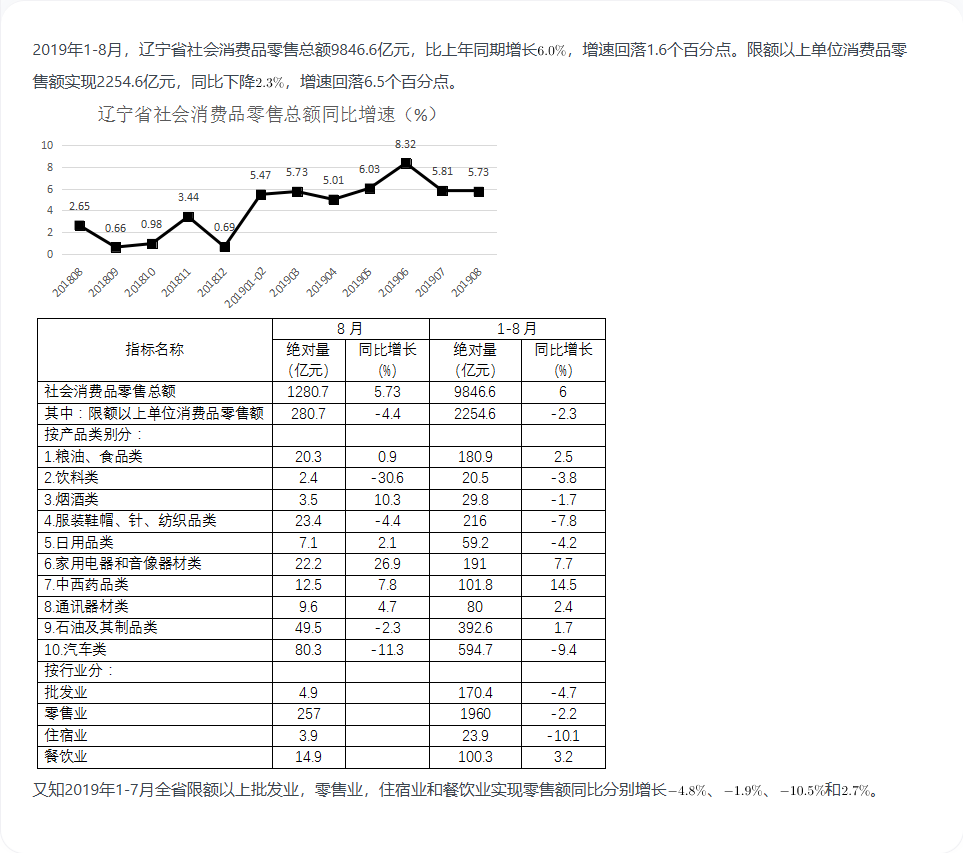 2019年1-8月，辽宁省社会消费品零售总额9846.6亿元，比上年同期增长6.0%，增速回落1.6个百分点。限额以上单位消费品零
售额实现2254.6亿元，同比下降2.3%，增速回落6.5个百分点。
辽宁省社会消费品零售总额同比增速（%）
10
8
6
4
2
0
2.65
0.66
0.98
3.44
0.69
5.47
5.73
5.01
6.03
8.32
5.81
5.73
201808
201809
201810
201811
201812
201901-02
201903
201904
201905
201906
201907
201908
指标名称 8月 1-8月
绝对量 同比增长 绝对量 同比增长
（亿元） （%） （亿元） （%）
社会消费品零售总额 1280.7 5.73 9846.6 6
其中：限额以上单位消费品零售额 280.7 -4.4 2254.6 -2.3
按产品类别分：
1.粮油、食品类 20.3 0.9 180.9 2.5
2.饮料类 2.4 -30.6 20.5 -3.8
3.烟酒类 3.5 10.3 29.8 -1.7
4.服装鞋帽、针、纺织品类 23.4 -4.4 216 -7.8
5.日用品类 7.1 2.1 59.2 -4.2
6.家用电器和音像器材类 22.2 26.9 191 7.7
7.中西药品类 12.5 7.8 101.8 14.5
8.通讯器材类 9.6 4.7 80 2.4
9.石油及其制品类 49.5 -2.3 392.6 1.7
10.汽车类 80.3 -11.3 594.7 -9.4
按行业分：
批发业 4.9 170.4 -4.7
零售业 257 1960 -2.2
住宿业 3.9 23.9 -10.1
餐饮业 14.9 100.3 3.2
又知2019年1-7月全省限额以上批发业，零售业，住宿业和餐饮业实现零售额同比分别增长−4.8%、−1.9%、−10.5%和2.7%。